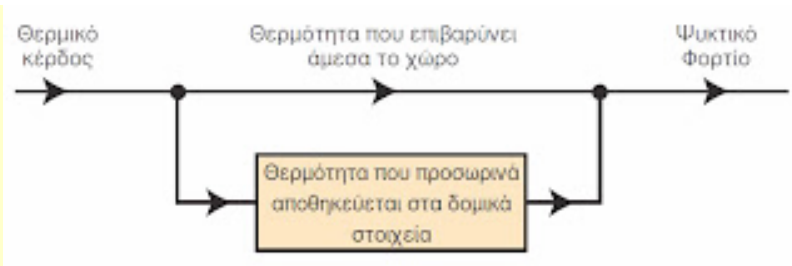 Θερμικό
κέρδος
Θερμότητα που επιβαρύνει
άμεσα το χώρο
Ψυκτικό
Φορτίο
Θερμότητα που προσωρινά
αποθηκεύεται στα δομικά
στοιχεία